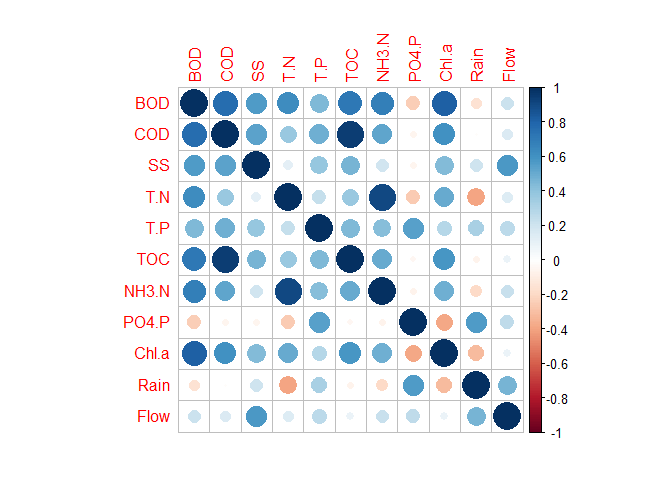 BOD COD SS T.N T.P TOC NH3.N PO4.P Chl.a Rain Flow
BOD
COD
SS
T.N
T.P
TOC
NH3.N
PO4.P
Chl.a
Rain
Flow
1
0.8
0.6
0.4
0.2
0
-0.2
-0.4
-0.6
-0.8
-1